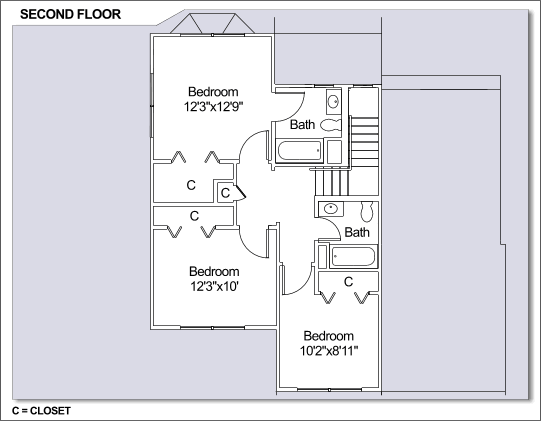 SECOND FLOOR
Bedroom
12'3"x12'9"
Bath
C
C
C
Bath
Bedroom
12'3"x10'
C
Bedroom
10'2"x8'11"
C = CLOSET